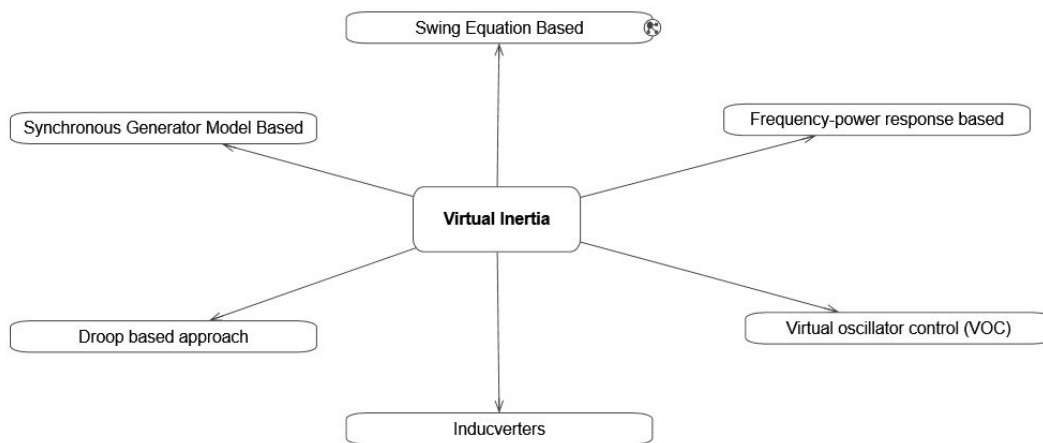 Swing Equation Based
Synchronous Generator Model Based
Frequency-power response based
Virtual Inertia
Droop based approach
Virtual oscillator control (VOC)
Inducverters